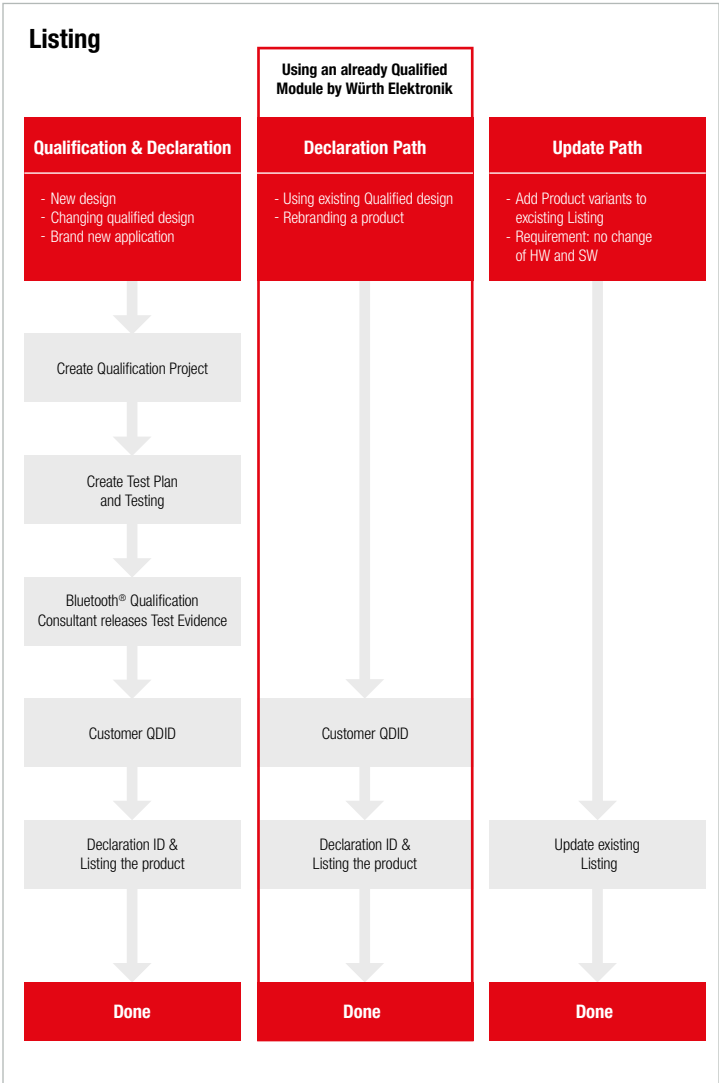 Listing
Using an already Qualified
Module by Würth Elektronik
Qualification & Declaration
- New design
- Changing qualified design
- Brand new application
Create Qualification Project
Create Test Plan
and Testing
Bluetooth® Qualification
Consultant releases Test Evidence
Customer QDID
Declaration ID &
Listing the product
Done
Declaration Path
- Using existing Qualified design
- Rebranding a product
Customer QDID
Declaration ID &
Listing the product
Done
Update Path
- Add Product variants to
excisting Listing
- Requirement: no change
of HW and SW
Update existing
Listing
Done